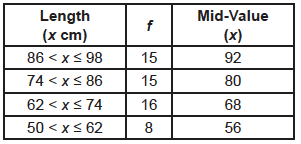 Length (x cm) f Mid-Value (x)
86 < x ≤ 98 15 92
74 < x ≤ 86 15 80
62 < x ≤ 74 16 68
50 < x ≤ 62 8 56